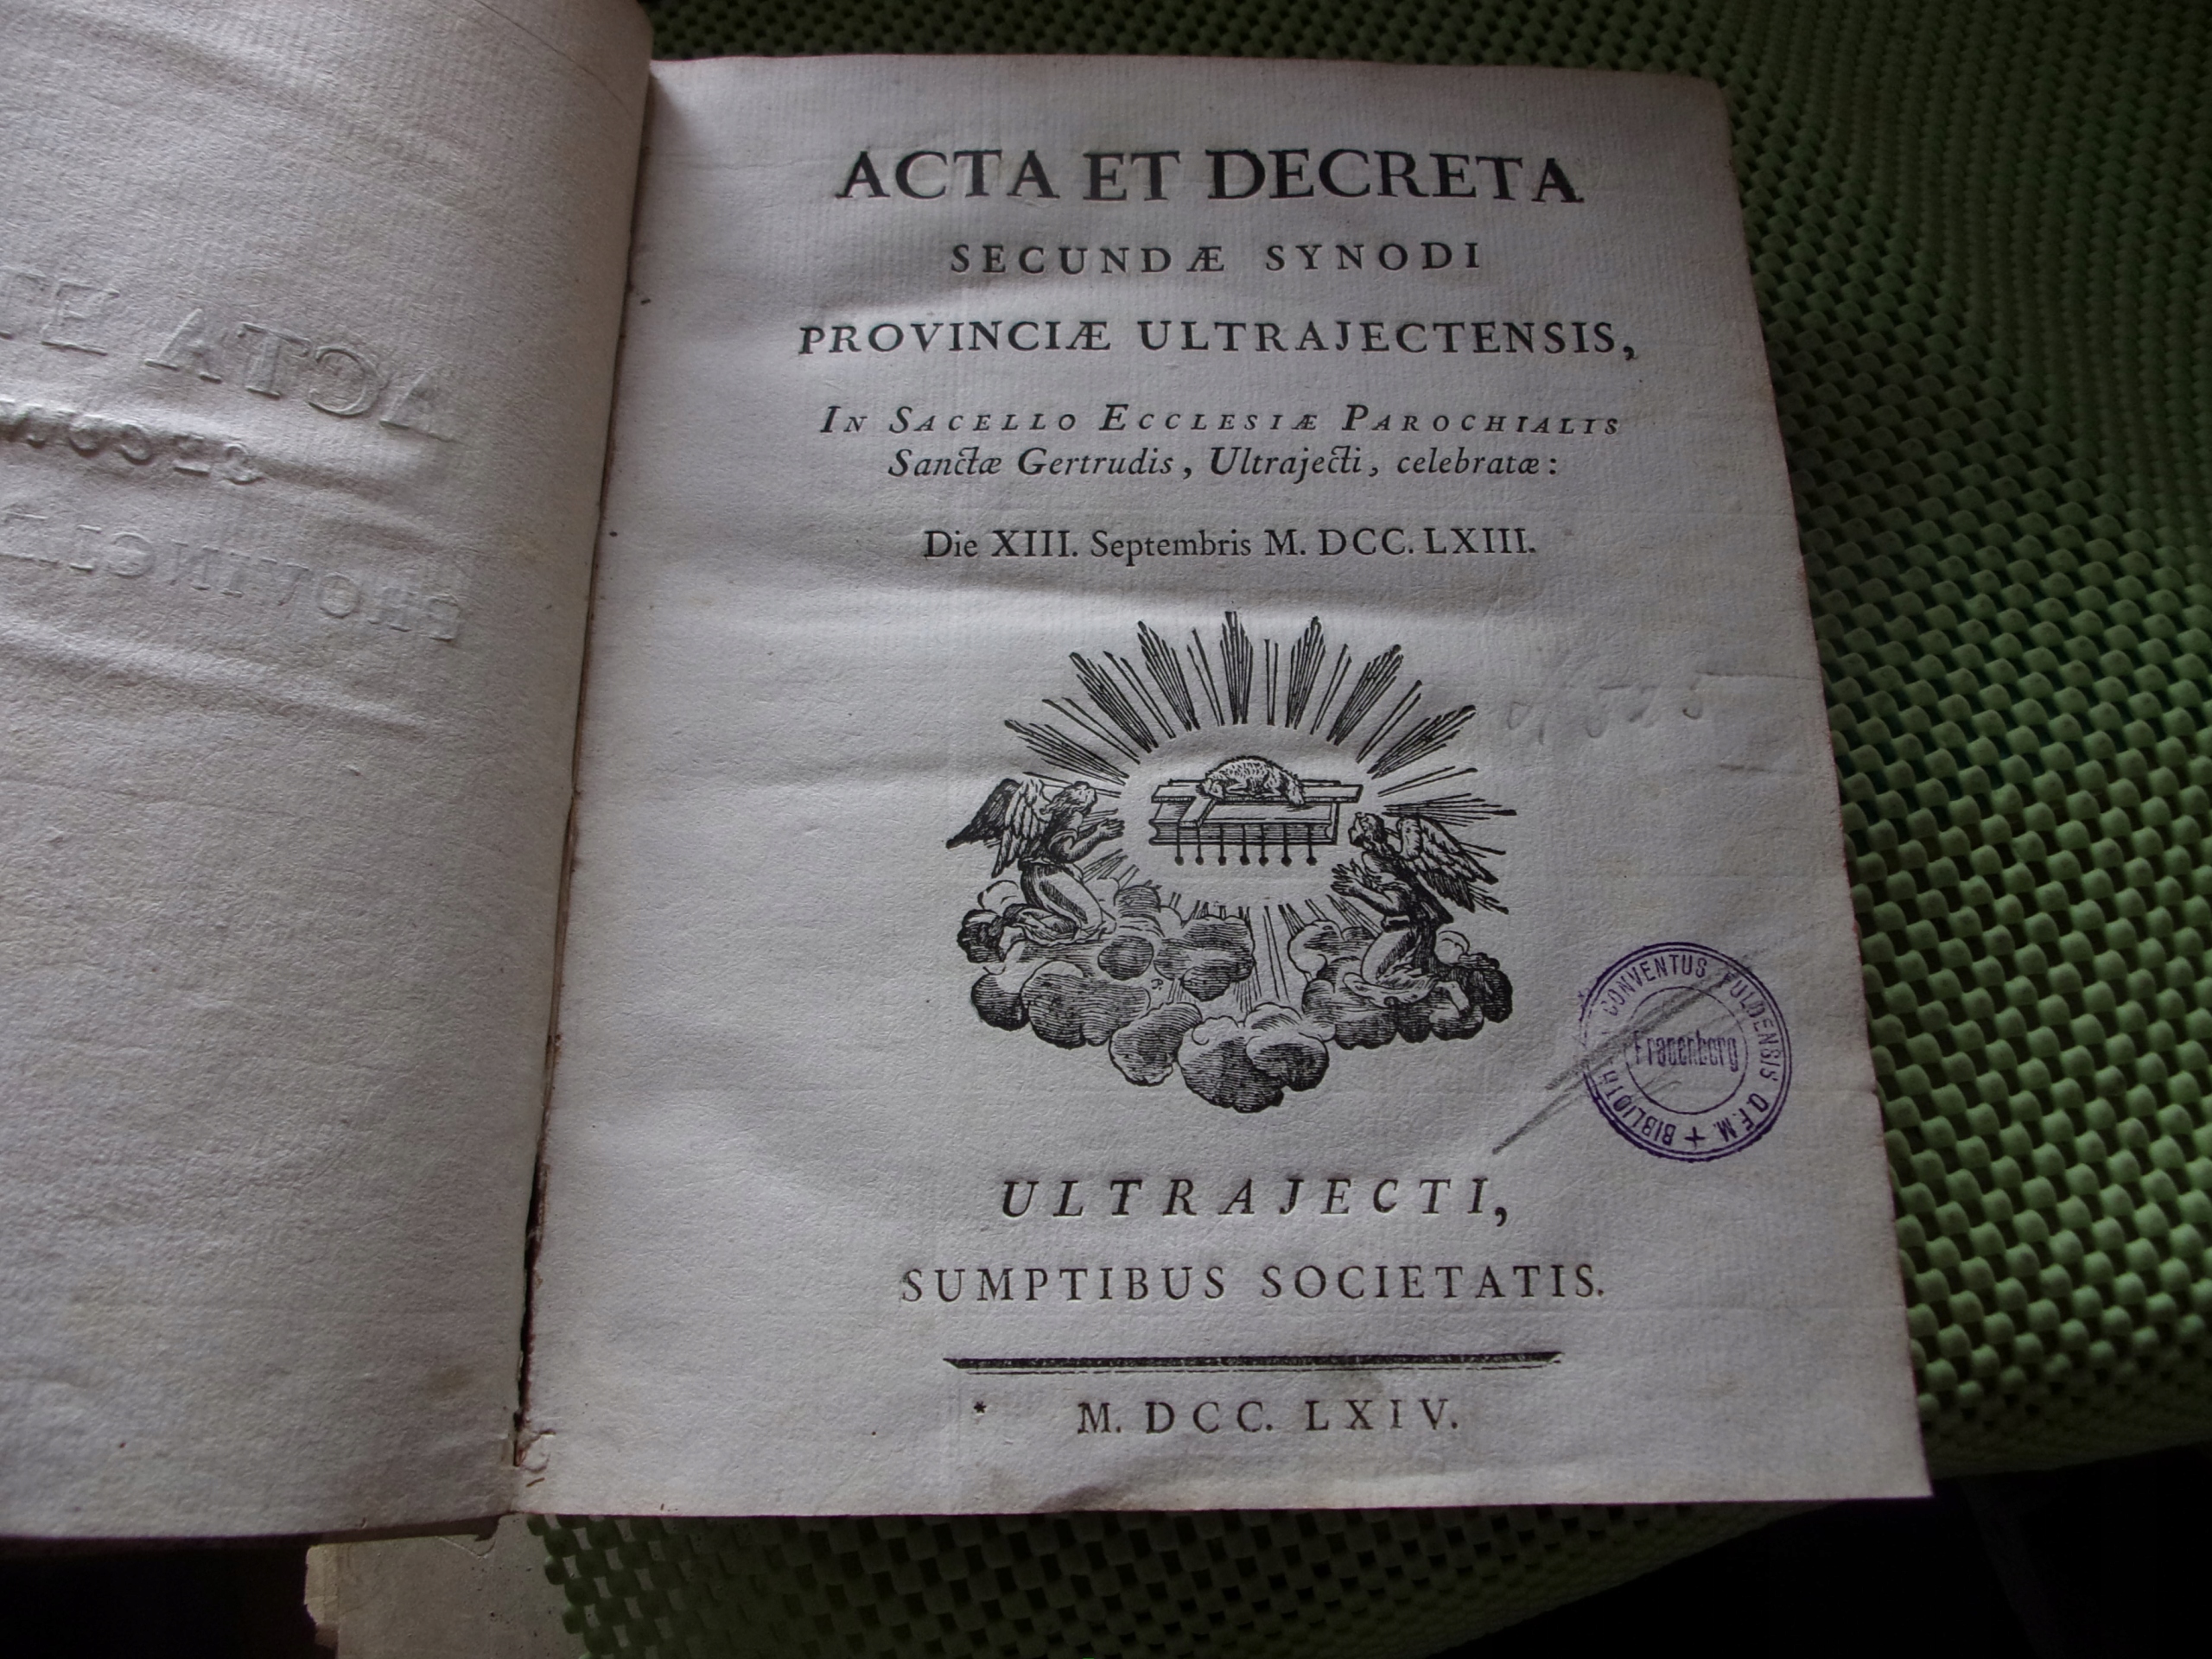 ACTA ET DECRETA
SECUNDÆ SYNODI
PROVINCIÆ ULTRAJECTENSIS,
IN SACELLO ECCLESIÆ PAROCHIALIS
Sanctæ Gertrudis, Ultrajecti, celebratæ:
Die XIII. Septembris M. DCC. LXIII.
BIBLIOTH. CONVENTUS FULDENSIS O.F.M. +
Frauenberg
ULTRAJECTI,
SUMPTIBUS SOCIETATIS.
* M. DCC. LXIV.